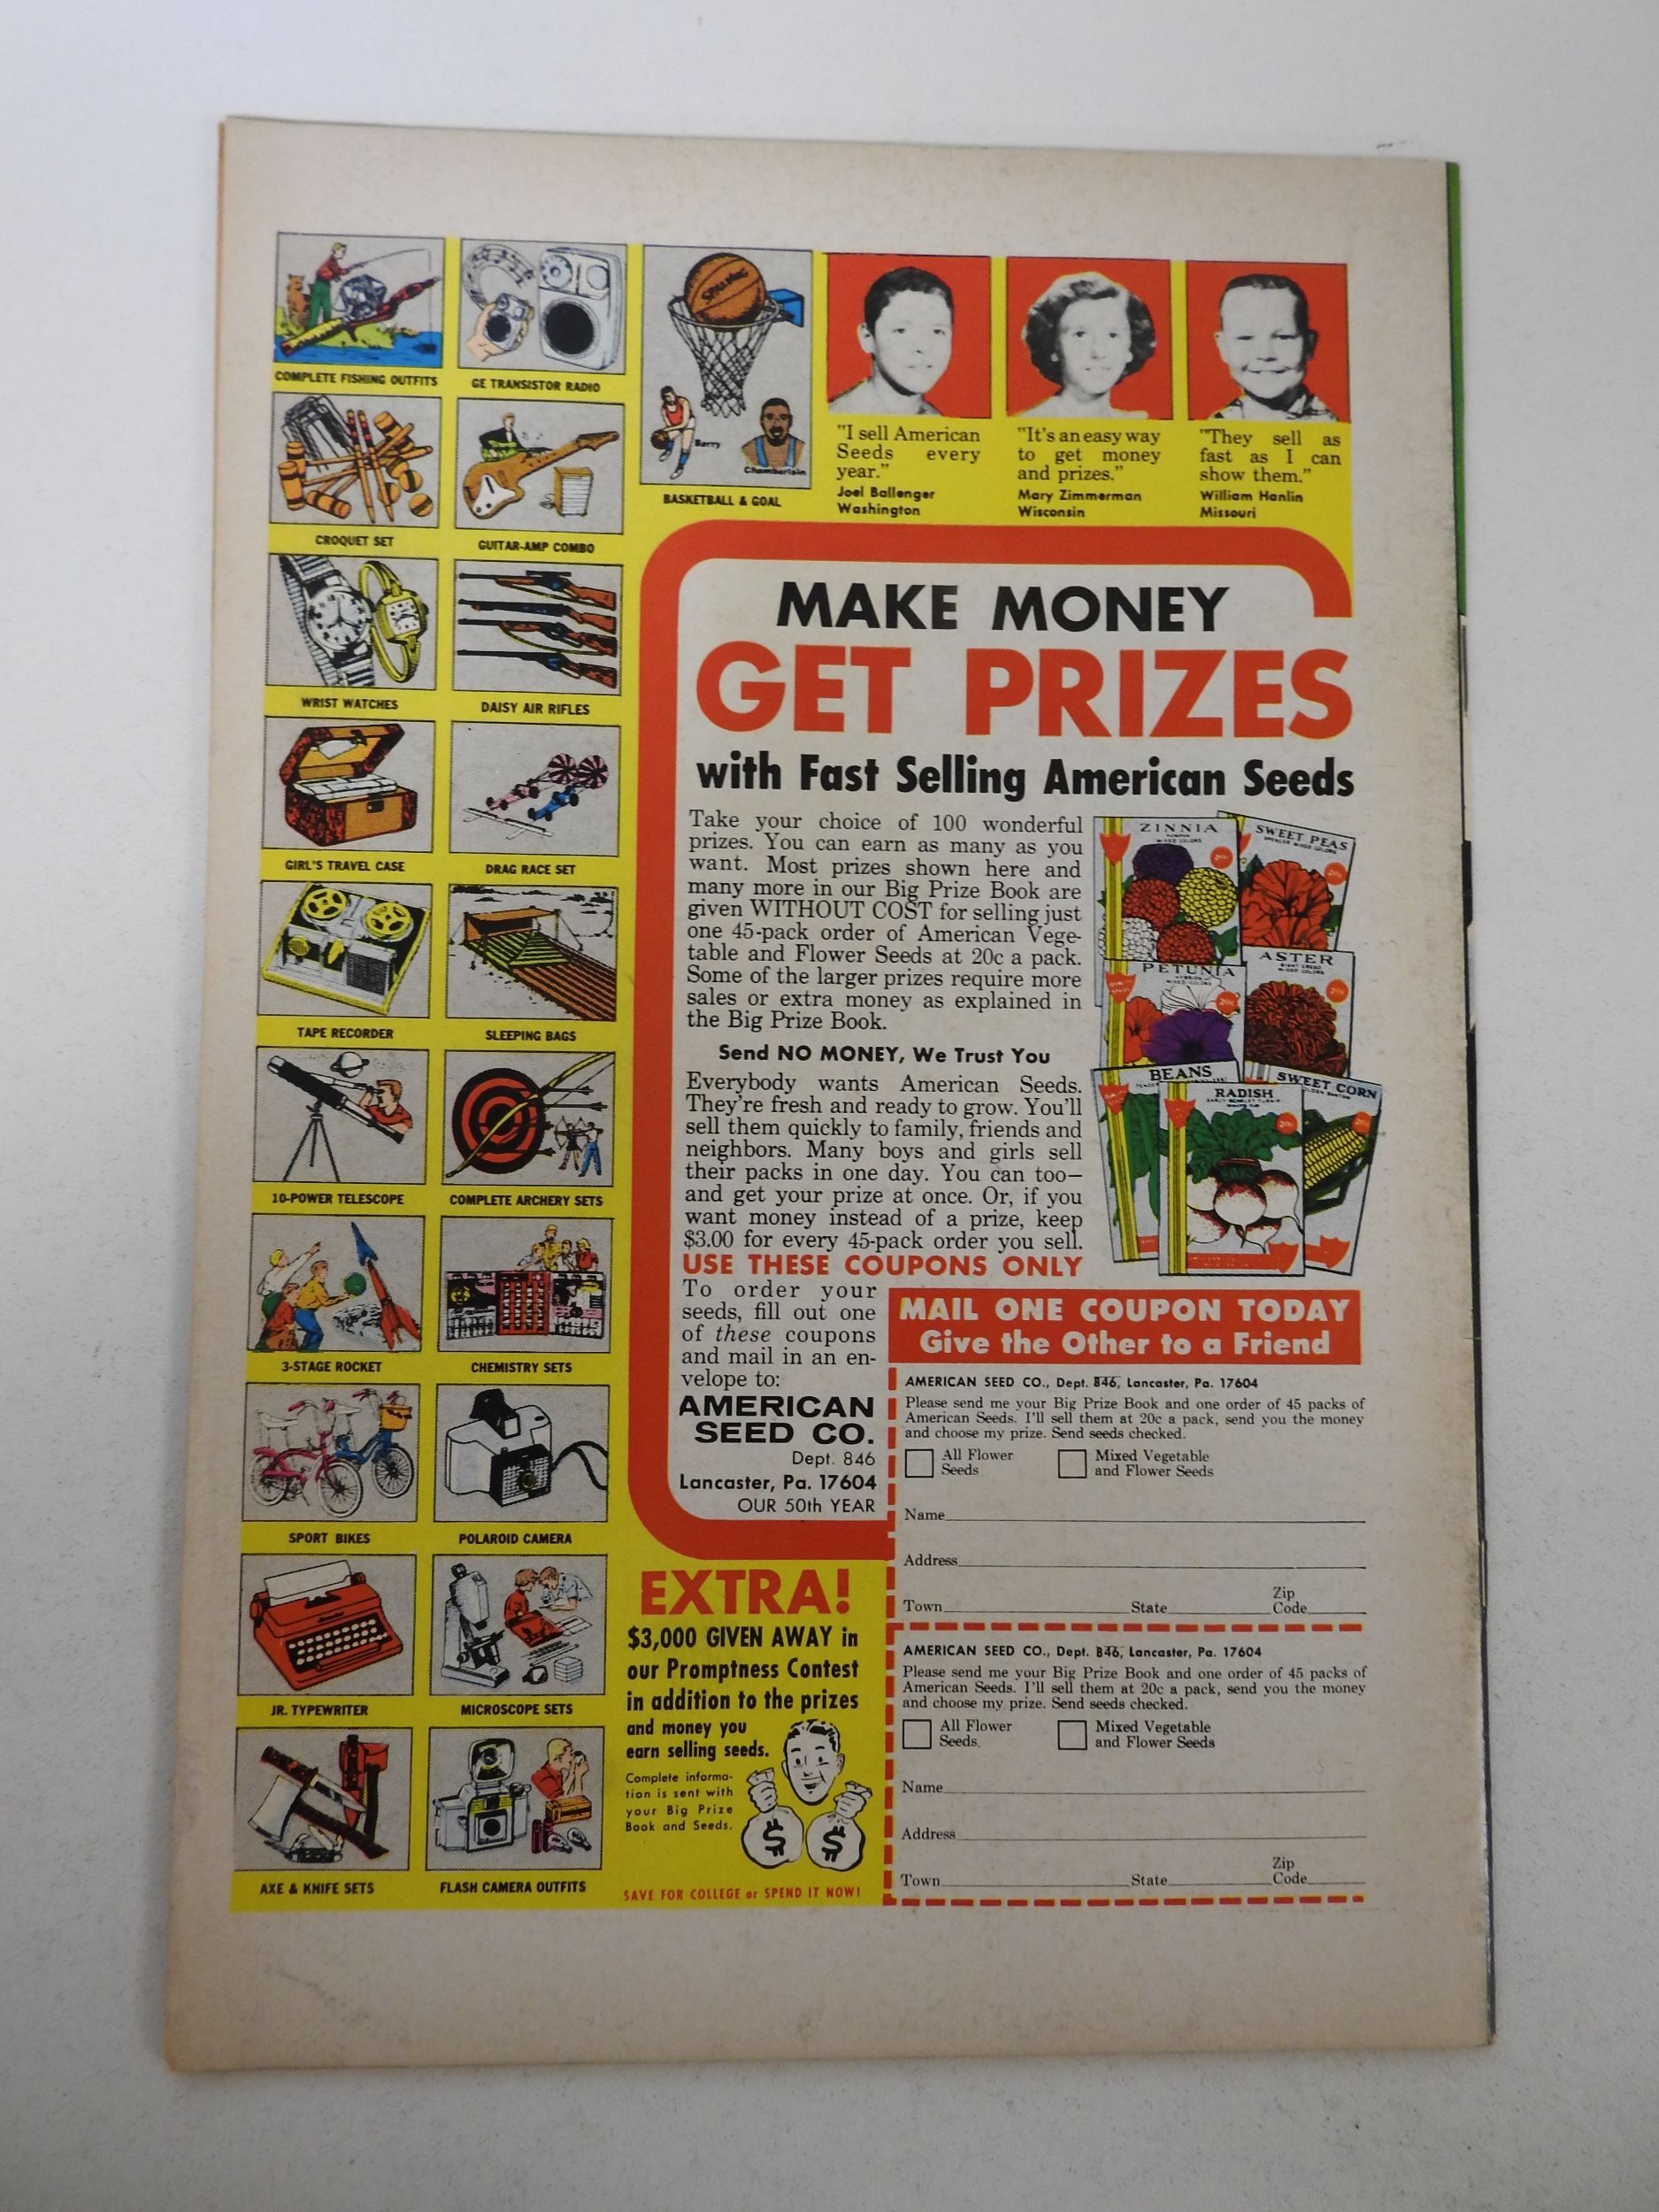 COMPLETE FISHING OUTFITS
GE TRANSISTOR RADIO
SPALDING
Barry
Chamberlain
BASKETBALL & GOAL
CROQUET SET
GUITAR-AMP COMBO
WRIST WATCHES
DAISY AIR RIFLES
GIRL'S TRAVEL CASE
DRAG RACE SET
TAPE RECORDER
SLEEPING BAGS
10-POWER TELESCOPE
COMPLETE ARCHERY SETS
3-STAGE ROCKET
CHEMISTRY SETS
SPORT BIKES
POLAROID CAMERA
JR. TYPEWRITER
MICROSCOPE SETS
AXE & KNIFE SETS
FLASH CAMERA OUTFITS
"I sell American
Seeds every
year."
Joel Ballenger
Washington
"It's an easy way
to get money
and prizes."
Mary Zimmerman
Wisconsin
"They sell as
fast as I can
show them."
William Hanlin
Missouri
MAKE MONEY
GET PRIZES
with Fast Selling American Seeds
Take your choice of 100 wonderful
prizes. You can earn as many as you
want. Most prizes shown here and
many more in our Big Prize Book are
given WITHOUT COST for selling just
one 45-pack order of American Vege-
table and Flower Seeds at 20c a pack.
Some of the larger prizes require more
sales or extra money as explained in
the Big Prize Book.
Send NO MONEY, We Trust You
Everybody wants American Seeds.
They're fresh and ready to grow. You'll
sell them quickly to family, friends and
neighbors. Many boys and girls sell
their packs in one day. You can too—
and get your prize at once. Or, if you
want money instead of a prize, keep
$3.00 for every 45-pack order you sell.
USE THESE COUPONS ONLY
To order your
seeds, fill out one
of these coupons
and mail in an en-
velope to:
AMERICAN
SEED CO.
Dept. 846
Lancaster, Pa. 17604
OUR 50th YEAR
ZINNIA
MIXED COLORS
20c
SWEET PEAS
SPENCER MIXED COLORS
20c
PETUNIA
MIXED COLORS
20c
ASTER
MIXED COLORS
20c
BEANS
RADISH
20c
SWEET CORN
20c
MAIL ONE COUPON TODAY
Give the Other to a Friend
AMERICAN SEED CO., Dept. 846, Lancaster, Pa. 17604
Please send me your Big Prize Book and one order of 45 packs of
American Seeds. I'll sell them at 20c a pack, send you the money
and choose my prize. Send seeds checked.
All Flower
Seeds
Mixed Vegetable
and Flower Seeds
Name
Address
Town State Zip
Code
AMERICAN SEED CO., Dept. 846, Lancaster, Pa. 17604
Please send me your Big Prize Book and one order of 45 packs of
American Seeds. I'll sell them at 20c a pack, send you the money
and choose my prize. Send seeds checked.
All Flower
Seeds.
Mixed Vegetable
and Flower Seeds
Name
Address
Town State Zip
Code
EXTRA!
$3,000 GIVEN AWAY in
our Promptness Contest
in addition to the prizes
and money you
earn selling seeds.
Complete informa-
tion is sent with
your Big Prize
Book and Seeds.
$ $
SAVE FOR COLLEGE or SPEND IT NOW!